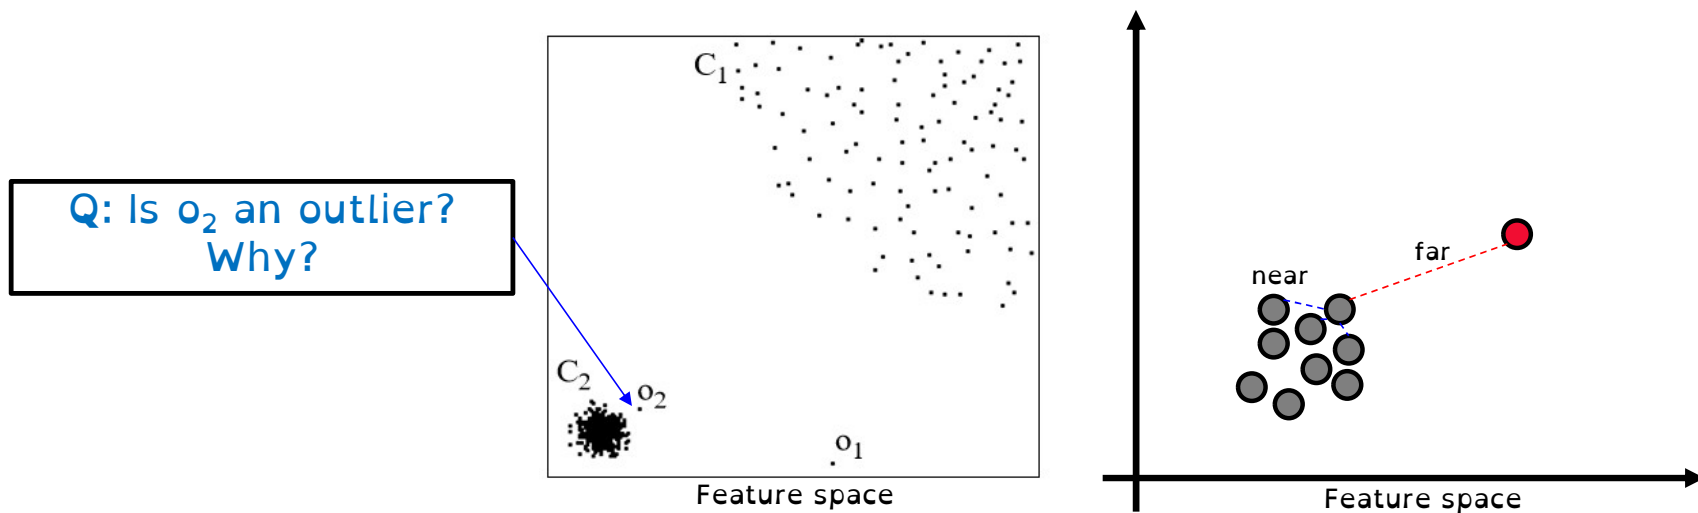 Q: Is o₂ an outlier?
Why?
C₁
C₂
o₂
o₁
Feature space
far
near
Feature space